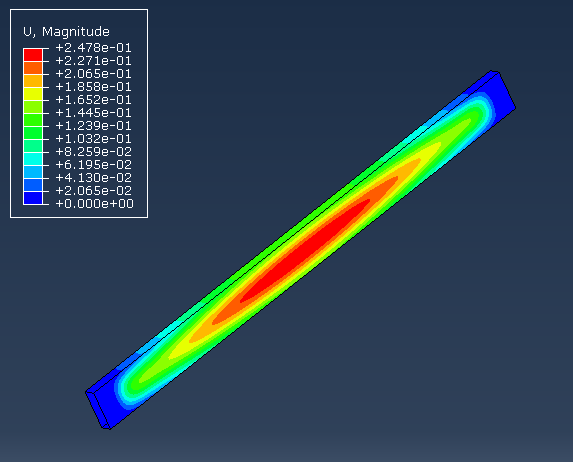 U, Magnitude
+2.478e-01
+2.271e-01
+2.065e-01
+1.858e-01
+1.652e-01
+1.445e-01
+1.239e-01
+1.032e-01
+8.259e-02
+6.195e-02
+4.130e-02
+2.065e-02
+0.000e+00